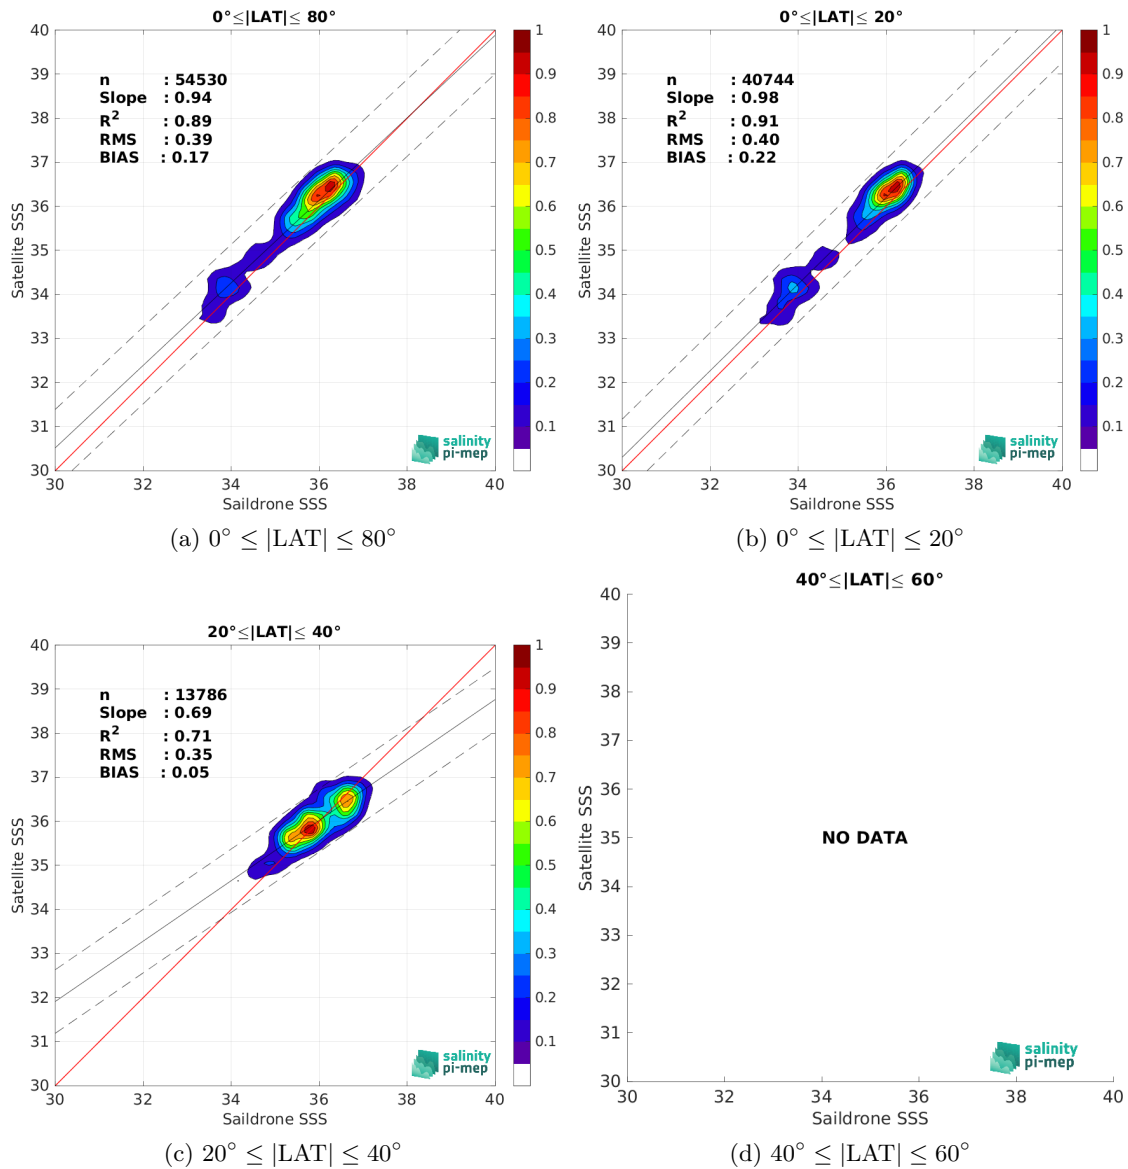 0°≤|LAT|≤ 80°
40
39
38
37
36
35
34
33
32
31
30
30 32 34 36 38 40
Satellite SSS
Saildrone SSS
n : 54530
Slope : 0.94
R² : 0.89
RMS : 0.39
BIAS : 0.17
1
0.9
0.8
0.7
0.6
0.5
0.4
0.3
0.2
0.1
salinity
pi-mep
(a) 0° ≤ |LAT| ≤ 80°
0°≤|LAT|≤ 20°
40
39
38
37
36
35
34
33
32
31
30
30 32 34 36 38 40
Satellite SSS
Saildrone SSS
n : 40744
Slope : 0.98
R² : 0.91
RMS : 0.40
BIAS : 0.22
1
0.9
0.8
0.7
0.6
0.5
0.4
0.3
0.2
0.1
salinity
pi-mep
(b) 0° ≤ |LAT| ≤ 20°
20°≤|LAT|≤ 40°
40
39
38
37
36
35
34
33
32
31
30
30 32 34 36 38 40
Satellite SSS
Saildrone SSS
n : 13786
Slope : 0.69
R² : 0.71
RMS : 0.35
BIAS : 0.05
1
0.9
0.8
0.7
0.6
0.5
0.4
0.3
0.2
0.1
salinity
pi-mep
(c) 20° ≤ |LAT| ≤ 40°
40°≤|LAT|≤ 60°
40
39
38
37
36
35
34
33
32
31
30
30 32 34 36 38 40
Satellite SSS
Saildrone SSS
NO DATA
salinity
pi-mep
(d) 40° ≤ |LAT| ≤ 60°